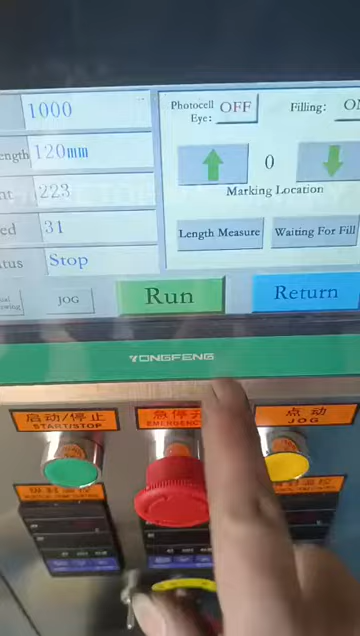 1000
Photocell Eye: OFF
Filling:
120mm
0
223
Marking Location
31
Length Measure
Waiting For Fill
Stop
JOG
Run
Return
YONGFENG
启动/停止
START/STOP
急停开
EMERGENCY
点 动
JOG